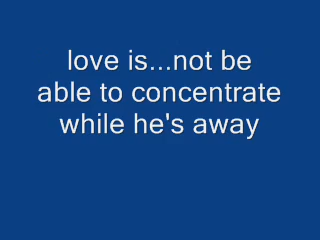 love is...not be
able to concentrate
while he's away